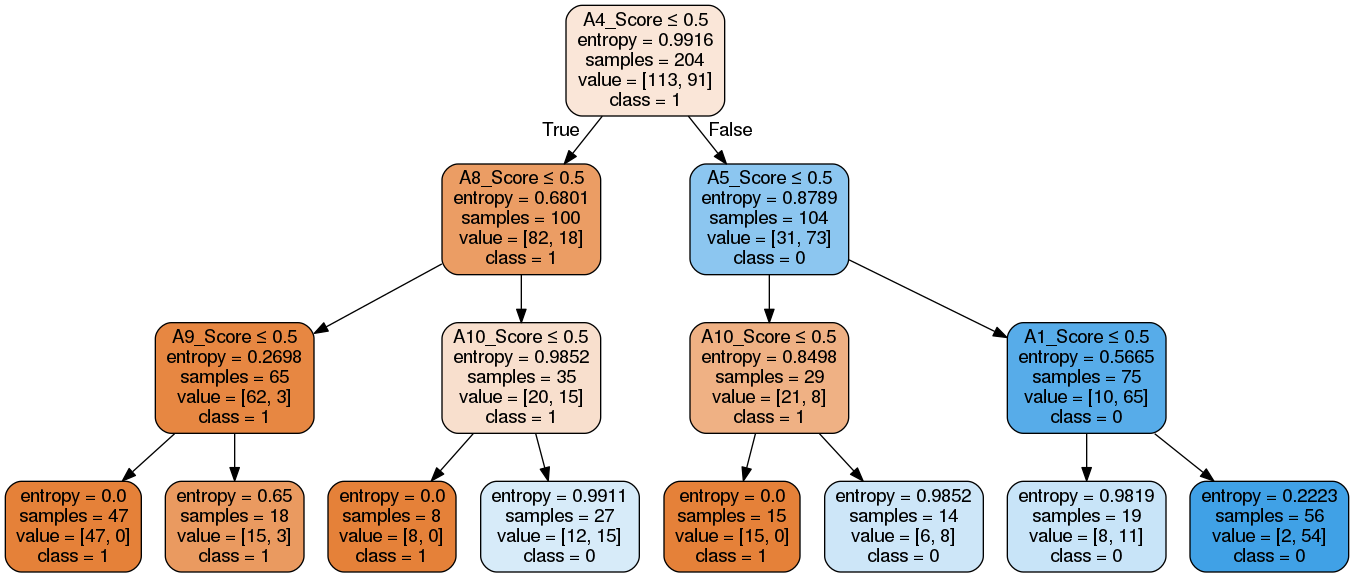 A4_Score ≤ 0.5
entropy = 0.9916
samples = 204
value = [113, 91]
class = 1
True
False
A8_Score ≤ 0.5
entropy = 0.6801
samples = 100
value = [82, 18]
class = 1
A5_Score ≤ 0.5
entropy = 0.8789
samples = 104
value = [31, 73]
class = 0
A9_Score ≤ 0.5
entropy = 0.2698
samples = 65
value = [62, 3]
class = 1
A10_Score ≤ 0.5
entropy = 0.9852
samples = 35
value = [20, 15]
class = 1
A10_Score ≤ 0.5
entropy = 0.8498
samples = 29
value = [21, 8]
class = 1
A1_Score ≤ 0.5
entropy = 0.5665
samples = 75
value = [10, 65]
class = 0
entropy = 0.0
samples = 47
value = [47, 0]
class = 1
entropy = 0.65
samples = 18
value = [15, 3]
class = 1
entropy = 0.0
samples = 8
value = [8, 0]
class = 1
entropy = 0.9911
samples = 27
value = [12, 15]
class = 0
entropy = 0.0
samples = 15
value = [15, 0]
class = 1
entropy = 0.9852
samples = 14
value = [6, 8]
class = 0
entropy = 0.9819
samples = 19
value = [8, 11]
class = 0
entropy = 0.2223
samples = 56
value = [2, 54]
class = 0